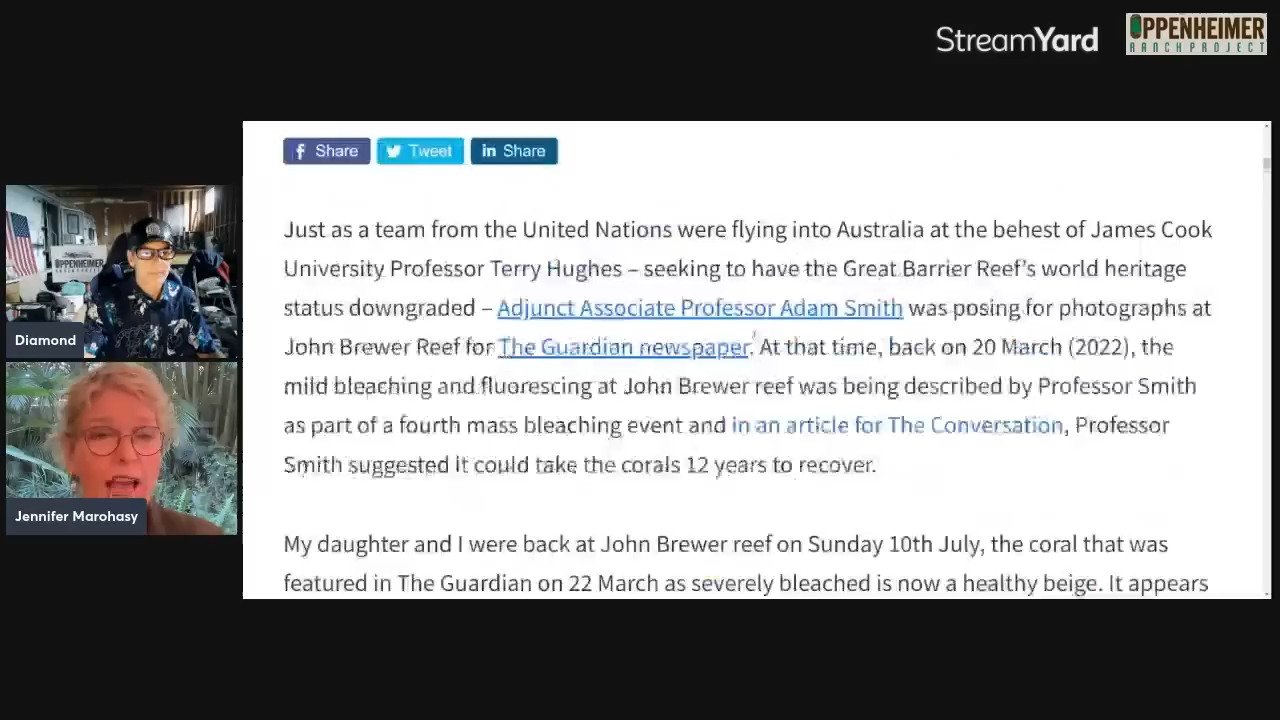 StreamYard
OPPENHEIMER
RANCH PROJECT
Share
Tweet
in Share
Just as a team from the United Nations were flying into Australia at the behest of James Cook
University Professor Terry Hughes – seeking to have the Great Barrier Reef's world heritage
status downgraded – Adjunct Associate Professor Adam Smith was posing for photographs at
John Brewer Reef for The Guardian newspaper. At that time, back on 20 March (2022), the
mild bleaching and fluorescing at John Brewer reef was being described by Professor Smith
as part of a fourth mass bleaching event and in an article for The Conversation, Professor
Smith suggested it could take the corals 12 years to recover.
My daughter and I were back at John Brewer reef on Sunday 10th July, the coral that was
featured in The Guardian on 22 March as severely bleached is now a healthy beige. It appears
OPPENHEIMER
Diamond
Jennifer Marohasy